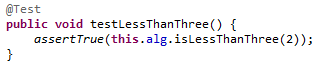 @Test
public void testLessThanThree() {
    assertTrue(this.alg.isLessThanThree(2));
}